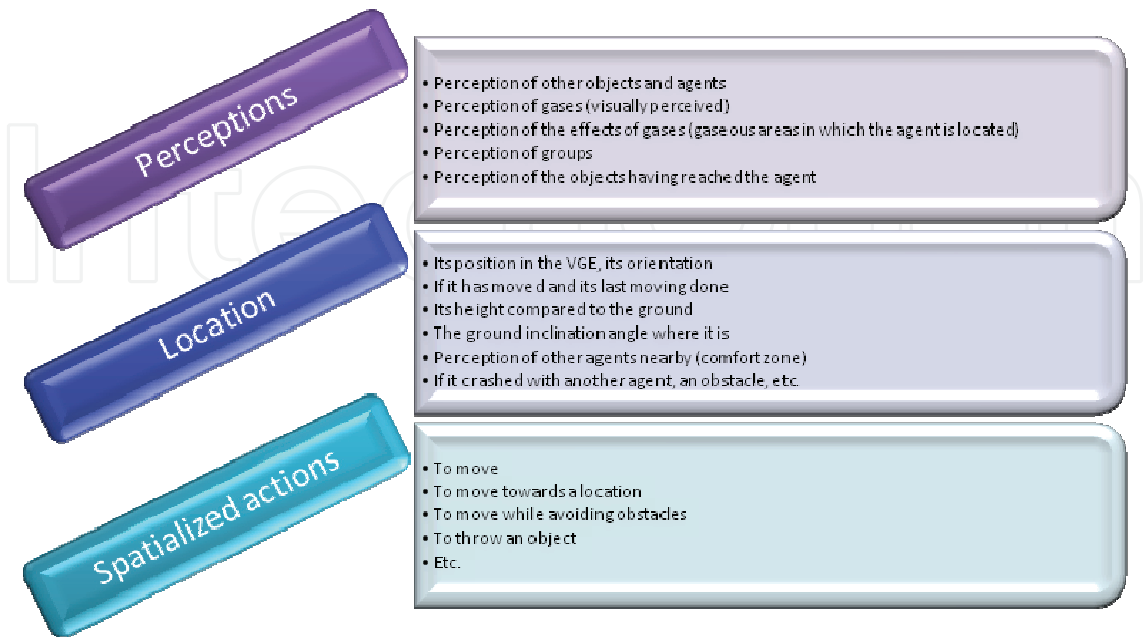 Perceptions
• Perception of other objects and agents
• Perception of gases (visually perceived)
• Perception of the effects of gases (gaseous areas in which the agent is located)
• Perception of groups
• Perception of the objects having reached the agent
Location
• Its position in the VGE, its orientation
• If it has moved and its last moving done
• Its height compared to the ground
• The ground inclination angle where it is
• Perception of other agents nearby (comfort zone)
• If it crashed with another agent, an obstacle, etc.
Spatialized actions
• To move
• To move towards a location
• To move while avoiding obstacles
• To throw an object
• Etc.